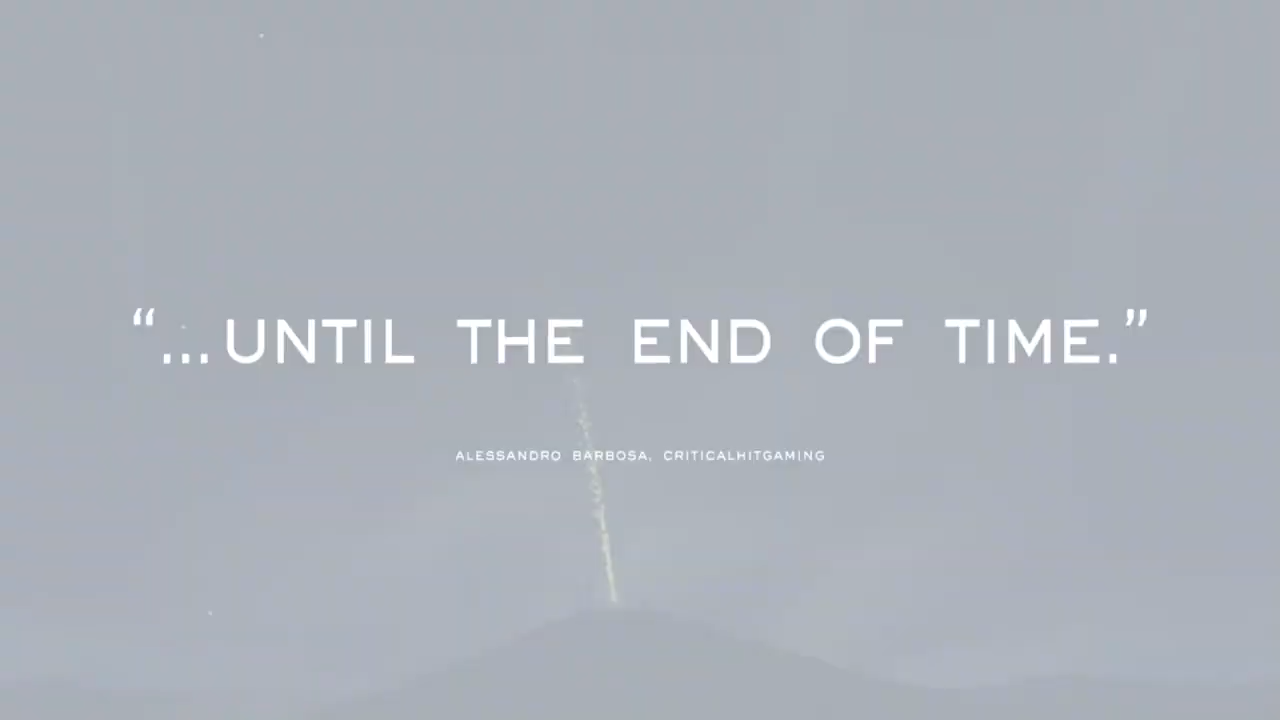 “...UNTIL THE END OF TIME.”
ALESSANDRO BARBOSA, CRITICALHITGAMING